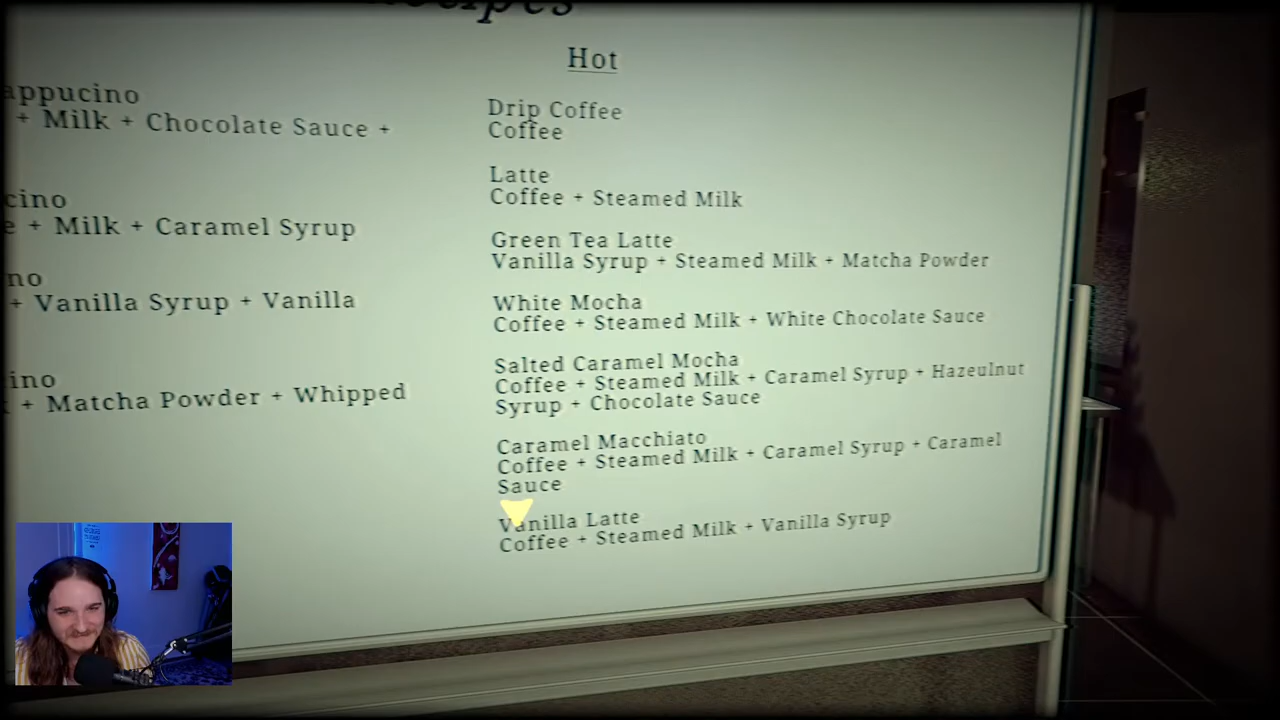 Hot
appucino
+ Milk + Chocolate Sauce +
cino
e + Milk + Caramel Syrup
no
+ Vanilla Syrup + Vanilla
ino
+ Matcha Powder + Whipped
Drip Coffee
Coffee
Latte
Coffee + Steamed Milk
Green Tea Latte
Vanilla Syrup + Steamed Milk + Matcha Powder
White Mocha
Coffee + Steamed Milk + White Chocolate Sauce
Salted Caramel Mocha
Coffee + Steamed Milk + Caramel Syrup + Hazeulnut
Syrup + Chocolate Sauce
Caramel Macchiato
Coffee + Steamed Milk + Caramel Syrup + Caramel
Sauce
Vanilla Latte
Coffee + Steamed Milk + Vanilla Syrup